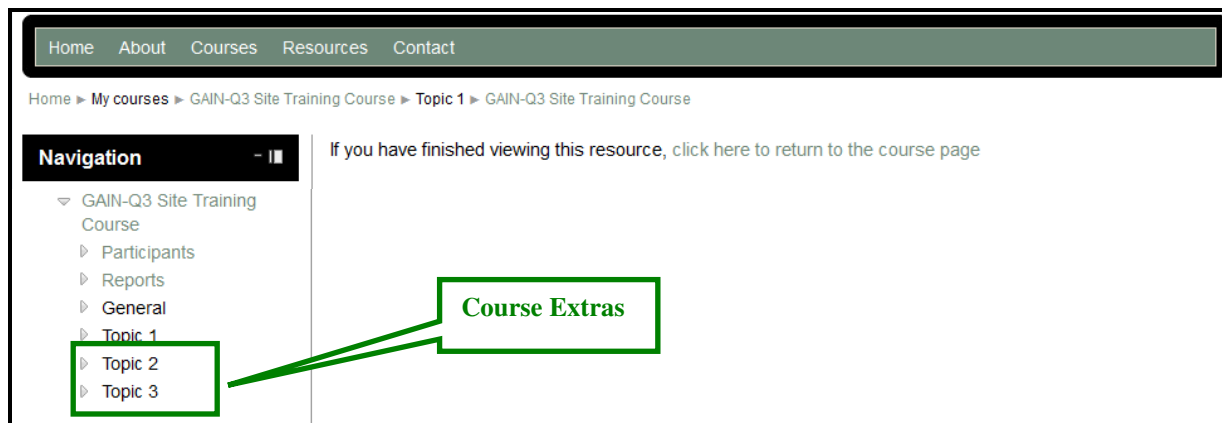 Home About Courses Resources Contact
Home ► My courses ► GAIN-Q3 Site Training Course ► Topic 1 ► GAIN-Q3 Site Training Course
Navigation
If you have finished viewing this resource, click here to return to the course page
GAIN-Q3 Site Training
Course
Participants
Reports
General
Topic 1
Topic 2
Topic 3
Course Extras